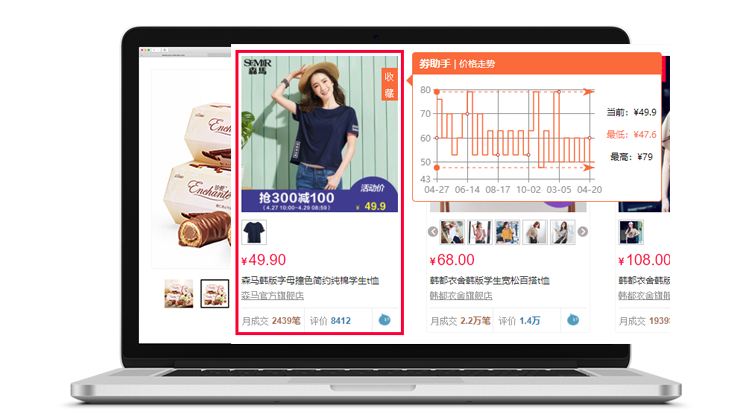 SEMIR
森馬
收藏
抢300减100
(4.27 10:00-4.29 08:59)
活动价
¥ 49.9
券助手 | 价格走势
80
70
60
50
43
04-27 06-14 08-17 10-02 03-05 04-20
当前：¥49.9
最低：¥47.6
最高：¥79
Enchante
Enchante
¥49.90
森马韩版字母撞色简约纯棉学生t恤
森马官方旗舰店
月成交 2439笔 评价 8412
¥68.00
韩都衣舍韩版学生宽松百搭t恤
韩都衣舍旗舰店
月成交 2.2万笔 评价 1.4万
¥108.00
韩都衣舍
韩都衣舍旗
月成交 1939